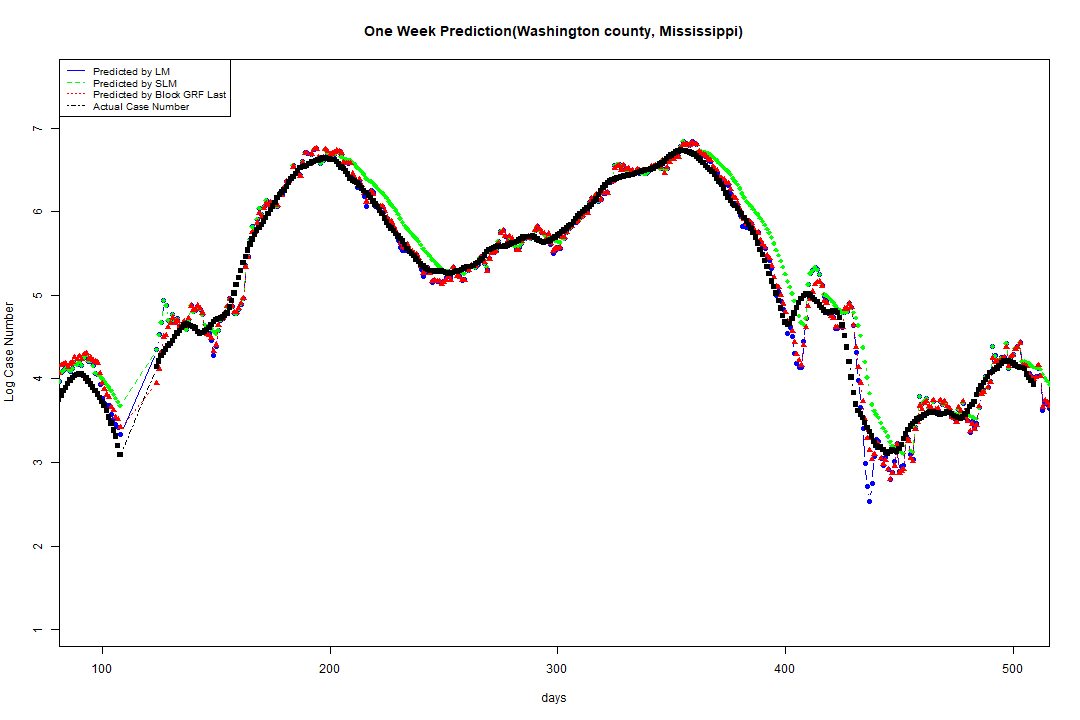 One Week Prediction(Washington county, Mississippi)
Predicted by LM
Predicted by SLM
Predicted by Block GRF Last
Actual Case Number
7
6
5
4
3
2
1
Log Case Number
100 200 300 400 500
days